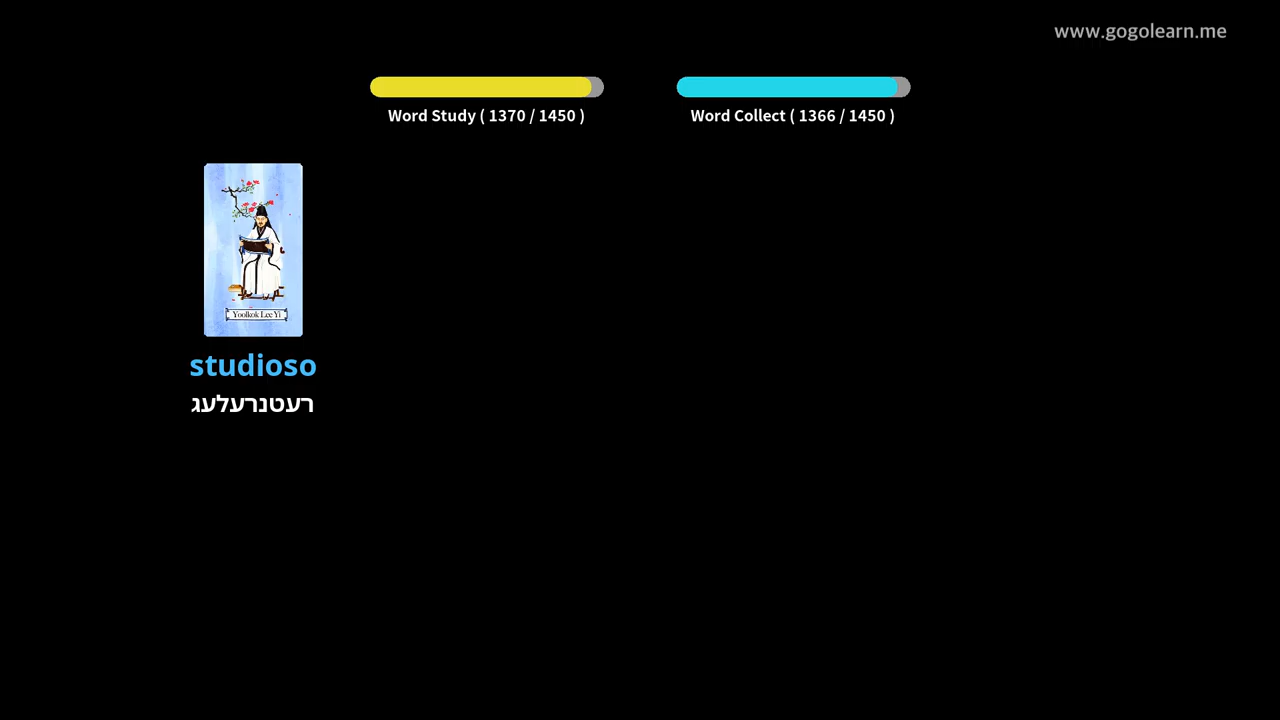 www.gogolearn.me
Word Study ( 1370 / 1450 )
Word Collect ( 1366 / 1450 )
Yoolkok Lee Yi
studioso
רעטנרעלעג